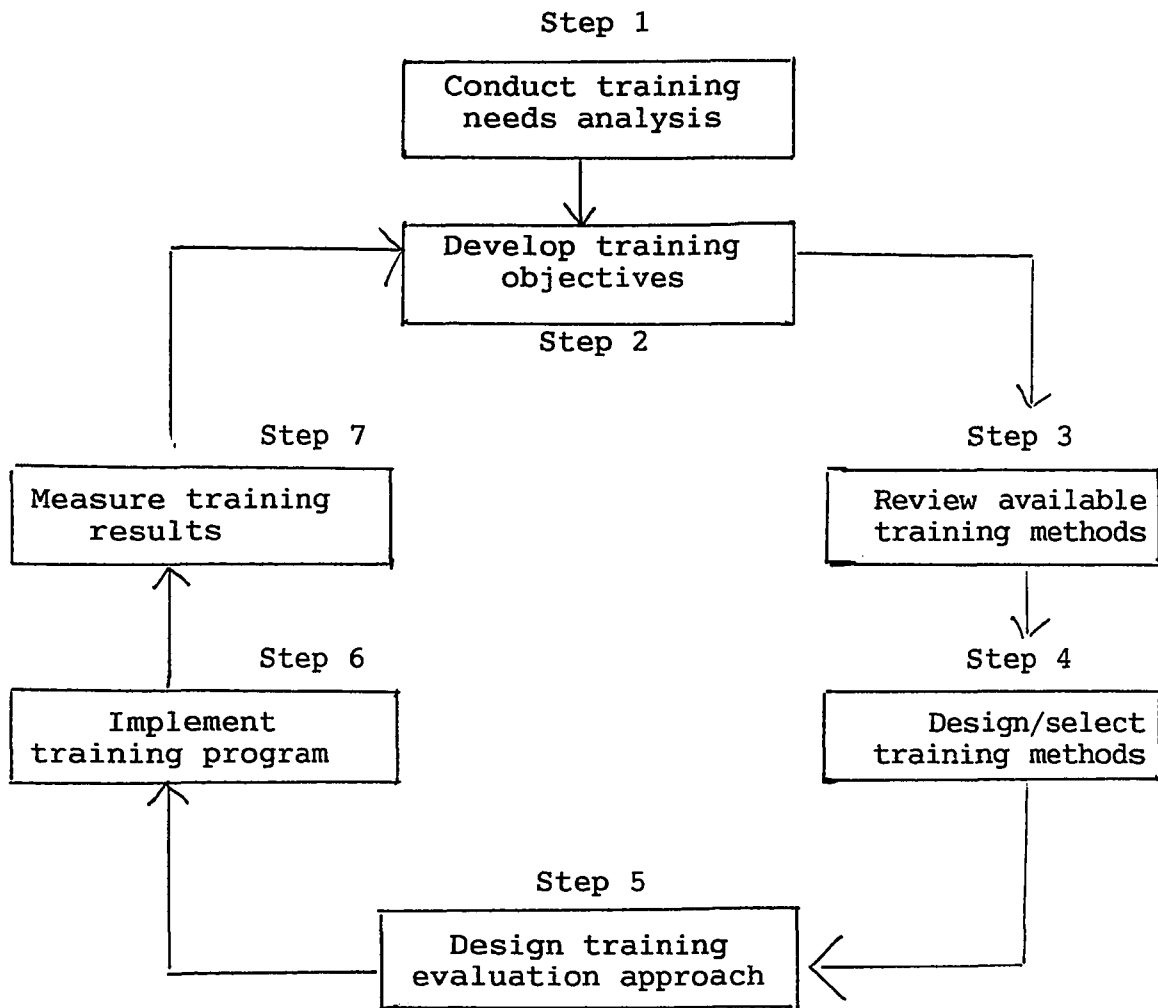 Step 1
Conduct training
needs analysis
Develop training
objectives
Step 2
Step 3
Review available
training methods
Step 4
Design/select
training methods
Step 5
Design training
evaluation approach
Step 6
Implement
training program
Step 7
Measure training
results